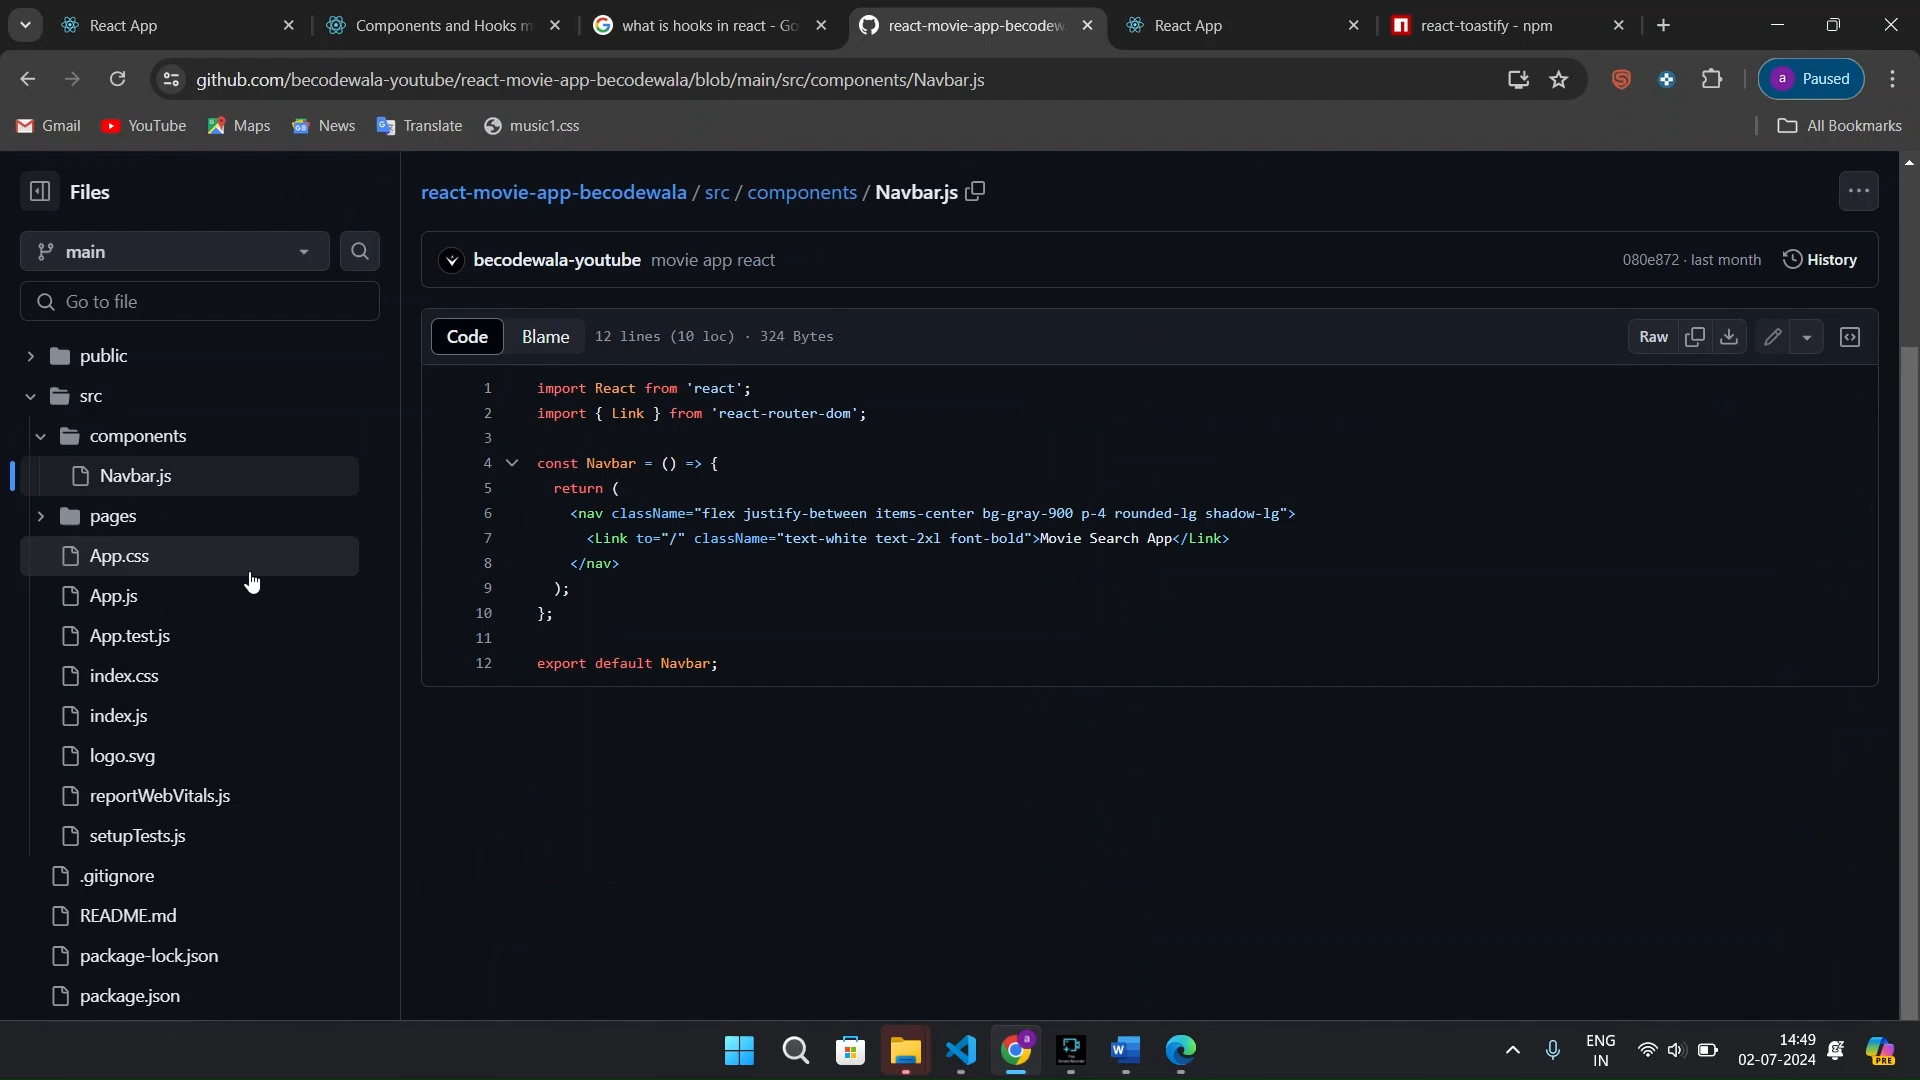 React App
Components and Hooks m
what is hooks in react - Go
react-movie-app-becodew
React App
react-toastify - npm
github.com/becodewala-youtube/react-movie-app-becodewala/blob/main/src/components/Navbar.js
a Paused
Gmail
YouTube
Maps
News
Translate
music1.css
All Bookmarks
Files
react-movie-app-becodewala / src / components / Navbar.js
main
becodewala-youtube movie app react
080e872 · last month
History
Go to file
Code
Blame
12 lines (10 loc) · 324 Bytes
Raw
public
src
components
Navbar.js
pages
App.css
App.js
App.test.js
index.css
index.js
logo.svg
reportWebVitals.js
setupTests.js
.gitignore
README.md
package-lock.json
package.json
1 import React from 'react';
2 import { Link } from 'react-router-dom';
3
4 const Navbar = () => {
5 return (
6 <nav className="flex justify-between items-center bg-gray-900 p-4 rounded-lg shadow-lg">
7 <Link to="/" className="text-white text-2xl font-bold">Movie Search App</Link>
8 </nav>
9 );
10 };
11
12 export default Navbar;
ENG
IN
14:49
02-07-2024
PRE